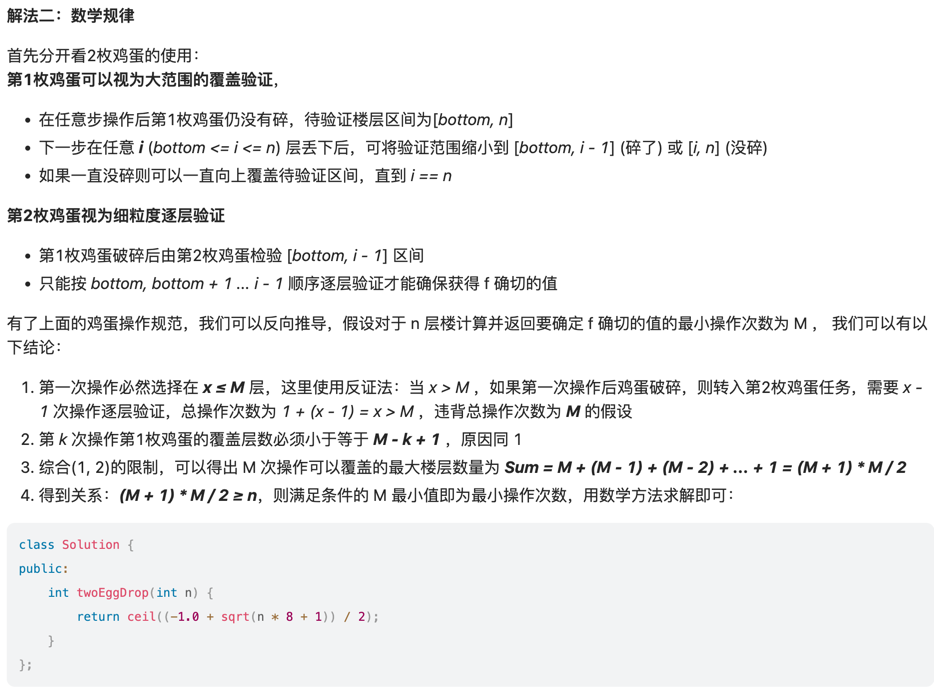 解法二：数学规律
首先分开看2枚鸡蛋的使用：
第1枚鸡蛋可以视为大范围的覆盖验证，
• 在任意步操作后第1枚鸡蛋仍没有碎，待验证楼层区间为[bottom, n]
• 下一步在任意 i (bottom <= i <= n) 层丢下后，可将验证范围缩小到 [bottom, i - 1] (碎了) 或 [i, n] (没碎)
• 如果一直没碎则可以一直向上覆盖待验证区间，直到 i == n
第2枚鸡蛋视为细粒度逐层验证
• 第1枚鸡蛋破碎后由第2枚鸡蛋检验 [bottom, i - 1] 区间
• 只能按 bottom, bottom + 1 ... i - 1 顺序逐层验证才能确保获得 f 确切的值
有了上面的鸡蛋操作规范，我们可以反向推导，假设对于 n 层楼计算并返回要确定 f 确切的值的最小操作次数为 M ， 我们可以有以
下结论：
1. 第一次操作必然选择在 x ≤ M 层，这里使用反证法：当 x > M ，如果第一次操作后鸡蛋破碎，则转入第2枚鸡蛋任务，需要 x -
1 次操作逐层验证，总操作次数为 1 + (x - 1) = x > M ，违背总操作次数为 M 的假设
2. 第 k 次操作第1枚鸡蛋的覆盖层数必须小于等于 M - k + 1 ，原因同 1
3. 综合(1, 2)的限制，可以得出 M 次操作可以覆盖的最大楼层数量为 Sum = M + (M - 1) + (M - 2) + ... + 1 = (M + 1) * M / 2
4. 得到关系：(M + 1) * M / 2 ≥ n，则满足条件的 M 最小值即为最小操作次数，用数学方法求解即可：
class Solution {
public:
    int twoEggDrop(int n) {
        return ceil((-1.0 + sqrt(n * 8 + 1)) / 2);
    }
};